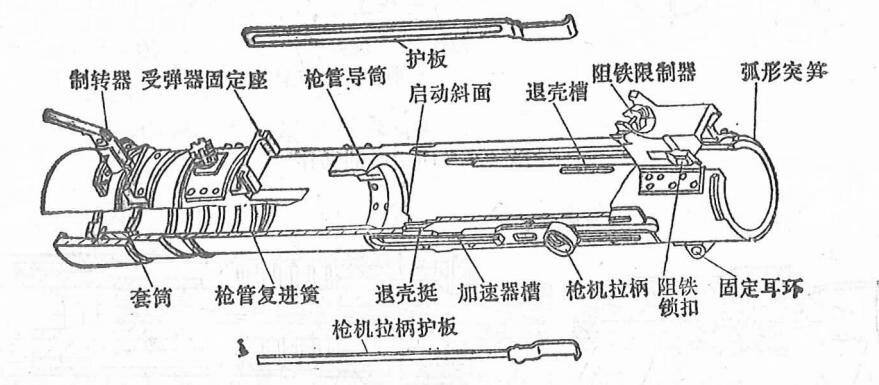 护板
制转器 受弹器固定座 枪管导筒 启动斜面 退壳槽 阻铁限制器 弧形突笋
套筒 枪管复进簧 退壳挺 加速器槽 枪机拉柄 阻铁锁扣 固定耳环
枪机拉柄护板